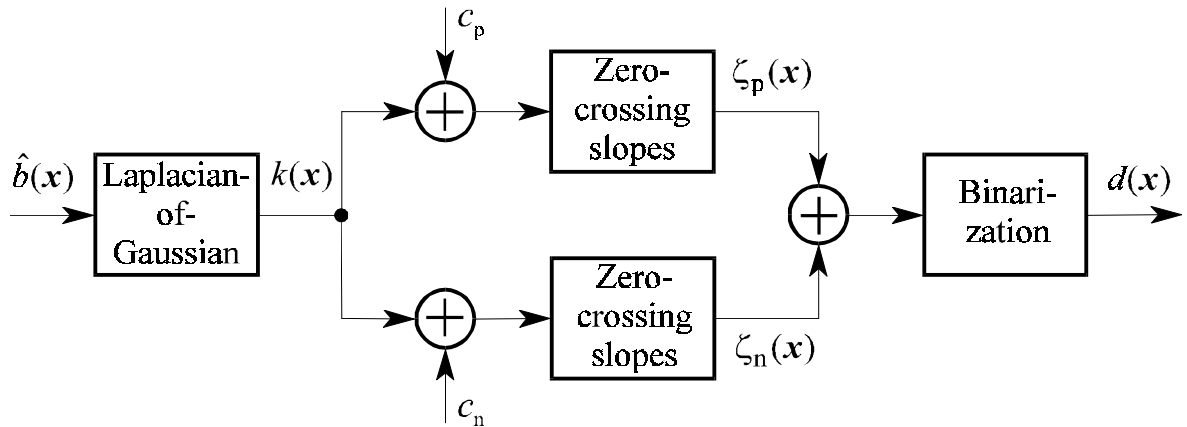 c_p
Zero-
crossing
slopes
ζ_p(x)
b̂(x)
Laplacian-
of-
Gaussian
k(x)
Binari-
zation
d(x)
Zero-
crossing
slopes
ζ_n(x)
c_n